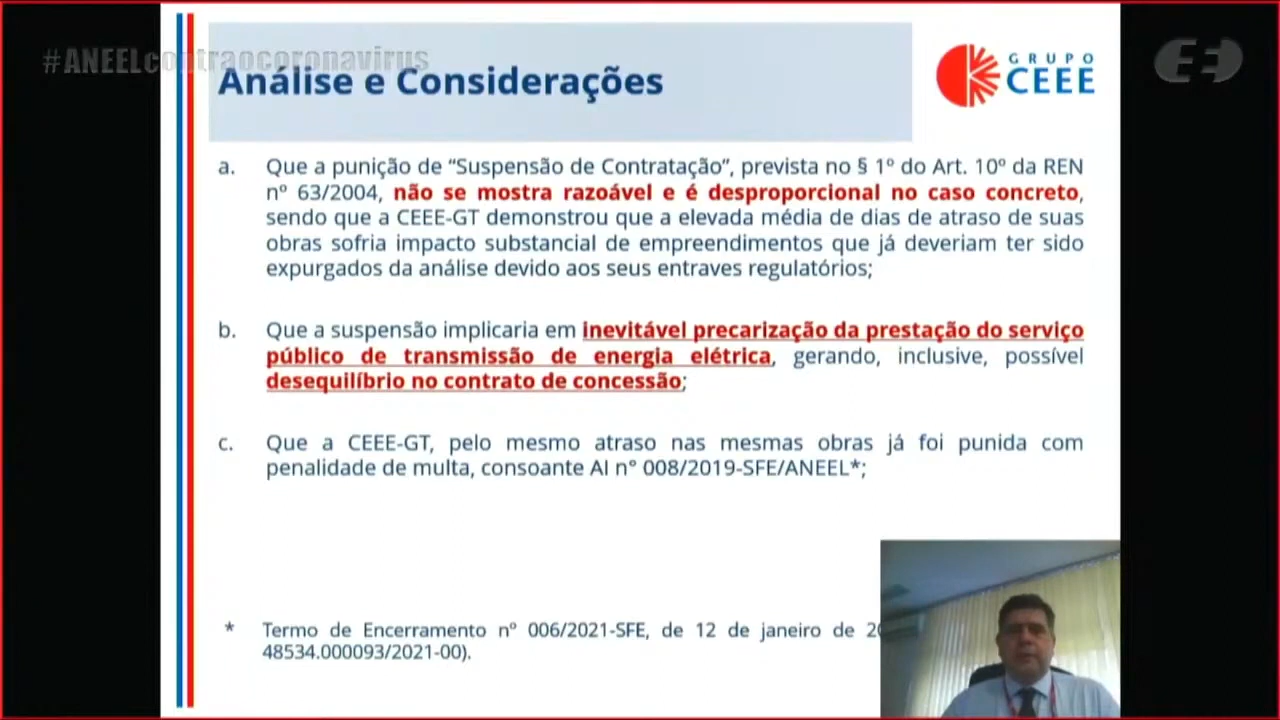 #ANEELcontraocoronavirus
Análise e Considerações
GRUPO
CEEE
a. Que a punição de “Suspensão de Contratação”, prevista no § 1º do Art. 10º da REN
nº 63/2004, não se mostra razoável e é desproporcional no caso concreto,
sendo que a CEEE-GT demonstrou que a elevada média de dias de atraso de suas
obras sofria impacto substancial de empreendimentos que já deveriam ter sido
expurgados da análise devido aos seus entraves regulatórios;
b. Que a suspensão implicaria em inevitável precarização da prestação do serviço
público de transmissão de energia elétrica, gerando, inclusive, possível
desequilíbrio no contrato de concessão;
c. Que a CEEE-GT, pelo mesmo atraso nas mesmas obras já foi punida com
penalidade de multa, consoante AI n° 008/2019-SFE/ANEEL*;
* Termo de Encerramento nº 006/2021-SFE, de 12 de janeiro de
48534.000093/2021-00).